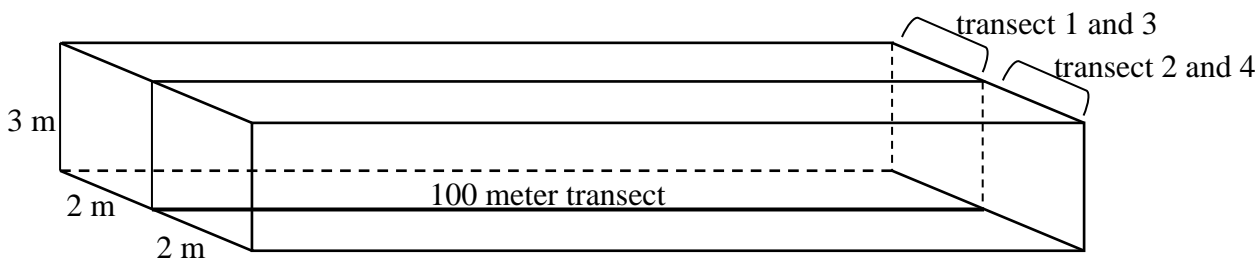 transect 1 and 3
transect 2 and 4
3 m
100 meter transect
2 m
2 m